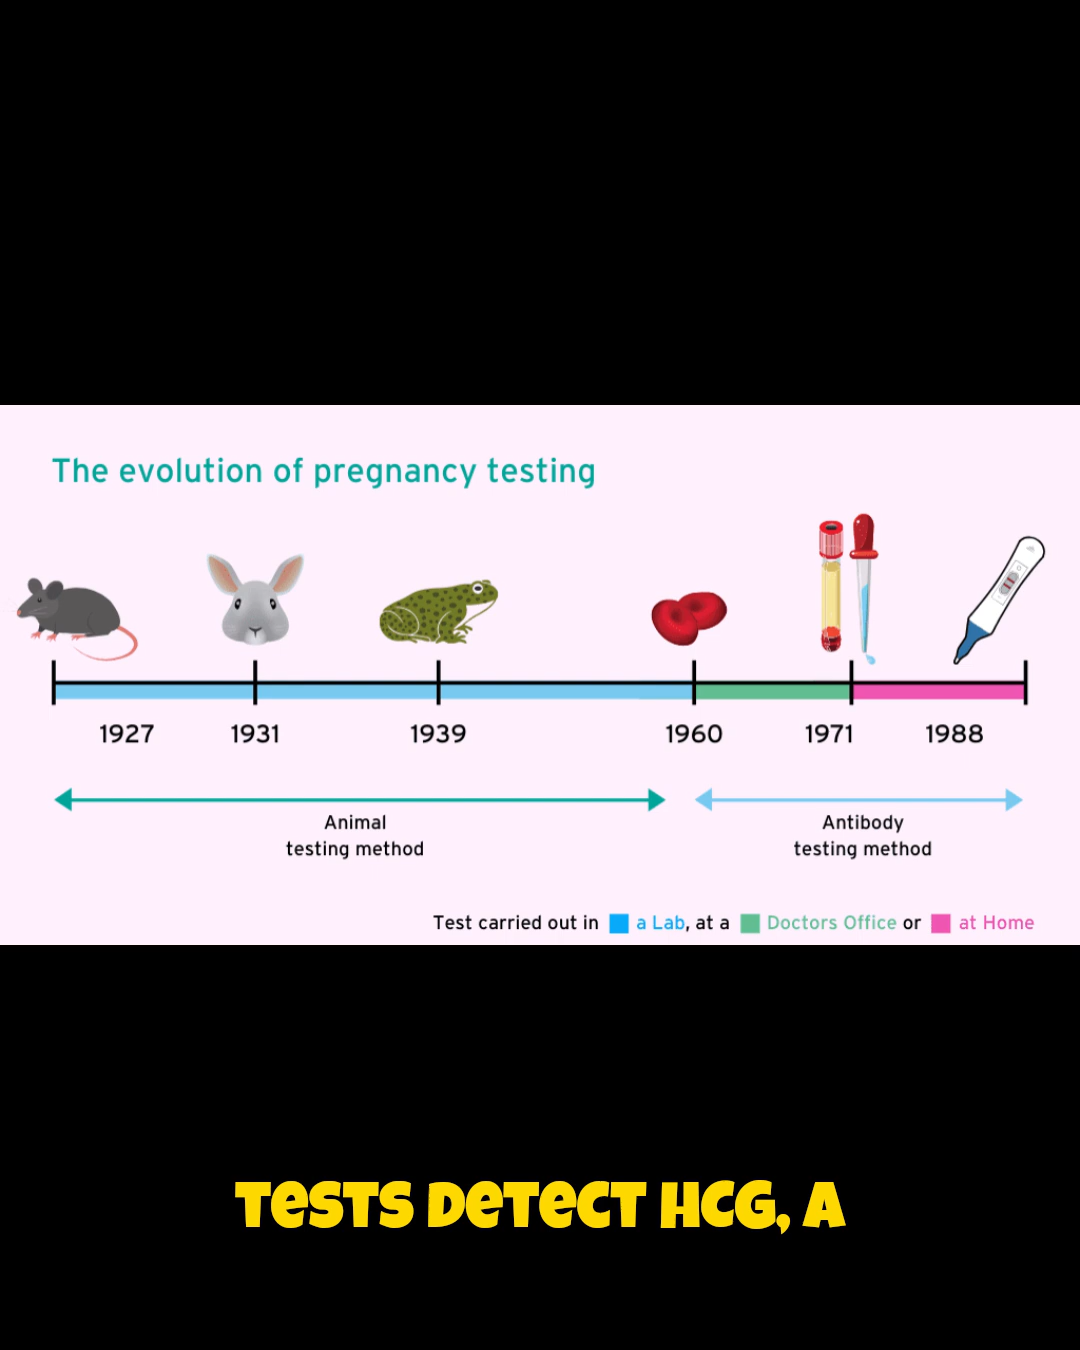 The evolution of pregnancy testing
1927 1931 1939 1960 1971 1988
Animal
testing method
Antibody
testing method
Test carried out in a Lab, at a Doctors Office or at Home
TESTS DETECT HCG, A